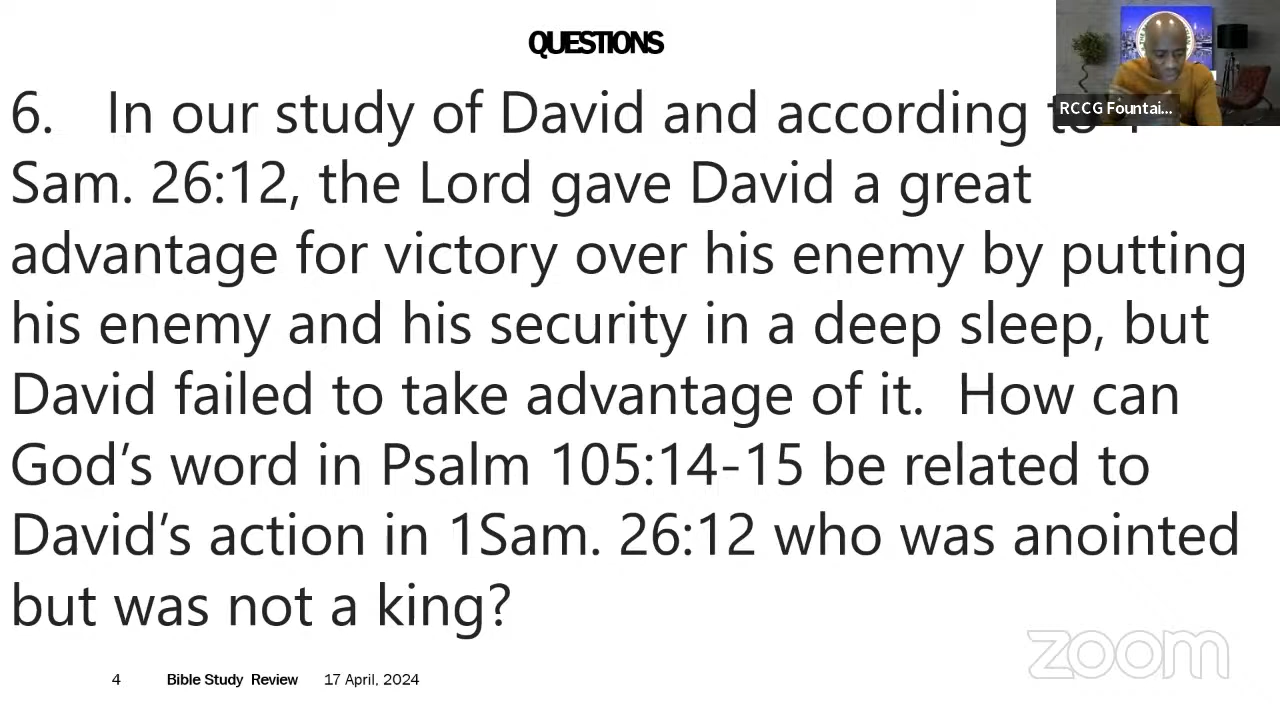 QUESTIONS
RCCG Fountai...
6. In our study of David and according to
Sam. 26:12, the Lord gave David a great
advantage for victory over his enemy by putting
his enemy and his security in a deep sleep, but
David failed to take advantage of it. How can
God's word in Psalm 105:14-15 be related to
David's action in 1Sam. 26:12 who was anointed
but was not a king?
zoom
4 Bible Study Review 17 April, 2024